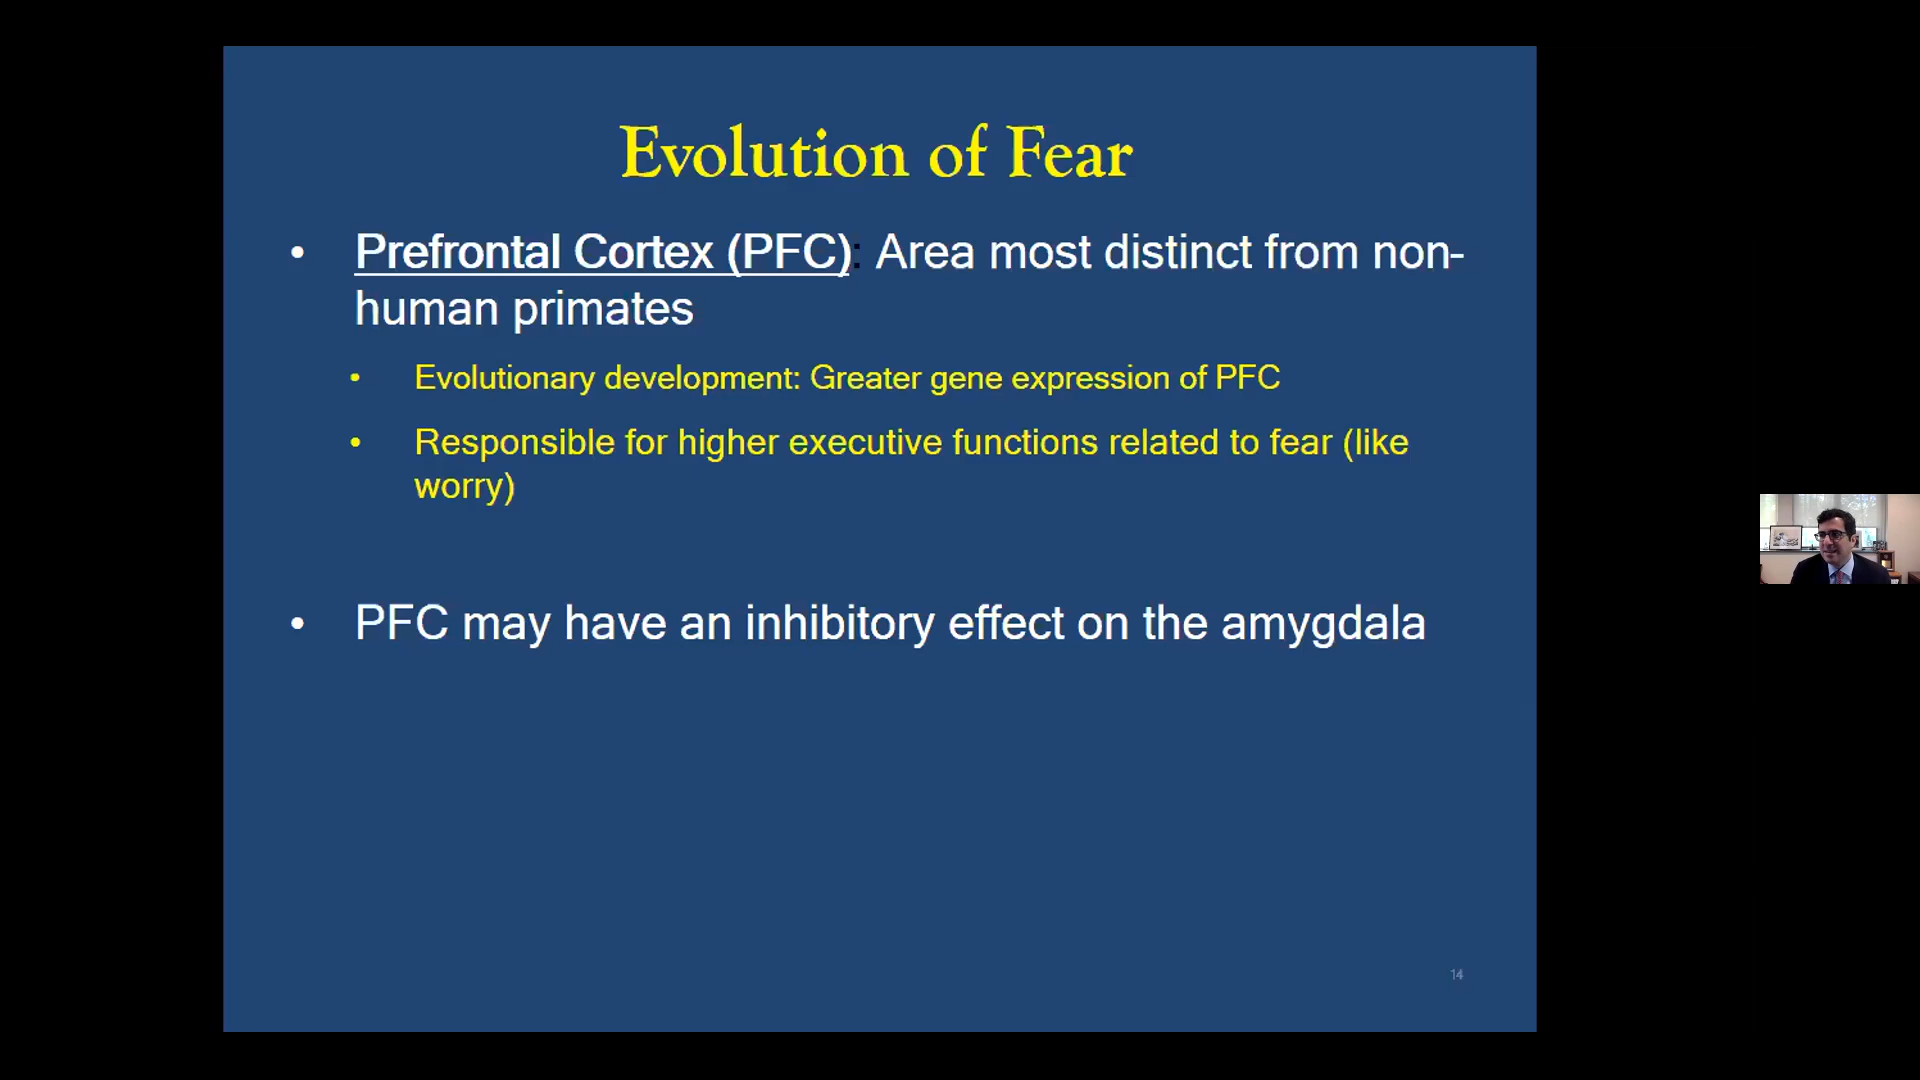 Evolution of Fear
• Prefrontal Cortex (PFC): Area most distinct from non-
human primates
• Evolutionary development: Greater gene expression of PFC
• Responsible for higher executive functions related to fear (like
worry)
• PFC may have an inhibitory effect on the amygdala
14